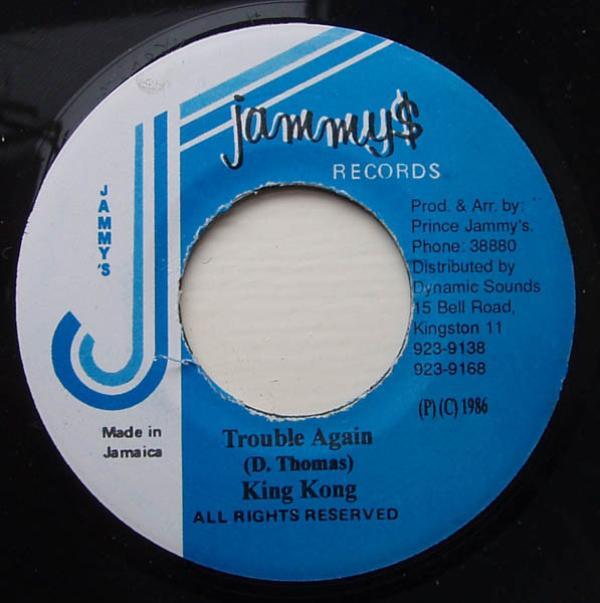 jammy$
RECORDS
JAMMY'S
Prod. & Arr. by:
Prince Jammy's.
Phone: 38880
Distributed by
Dynamic Sounds
15 Bell Road,
Kingston 11
923-9138
923-9168
(P) (C) 1986
Made in
Jamaica
Trouble Again
(D. Thomas)
King Kong
ALL RIGHTS RESERVED